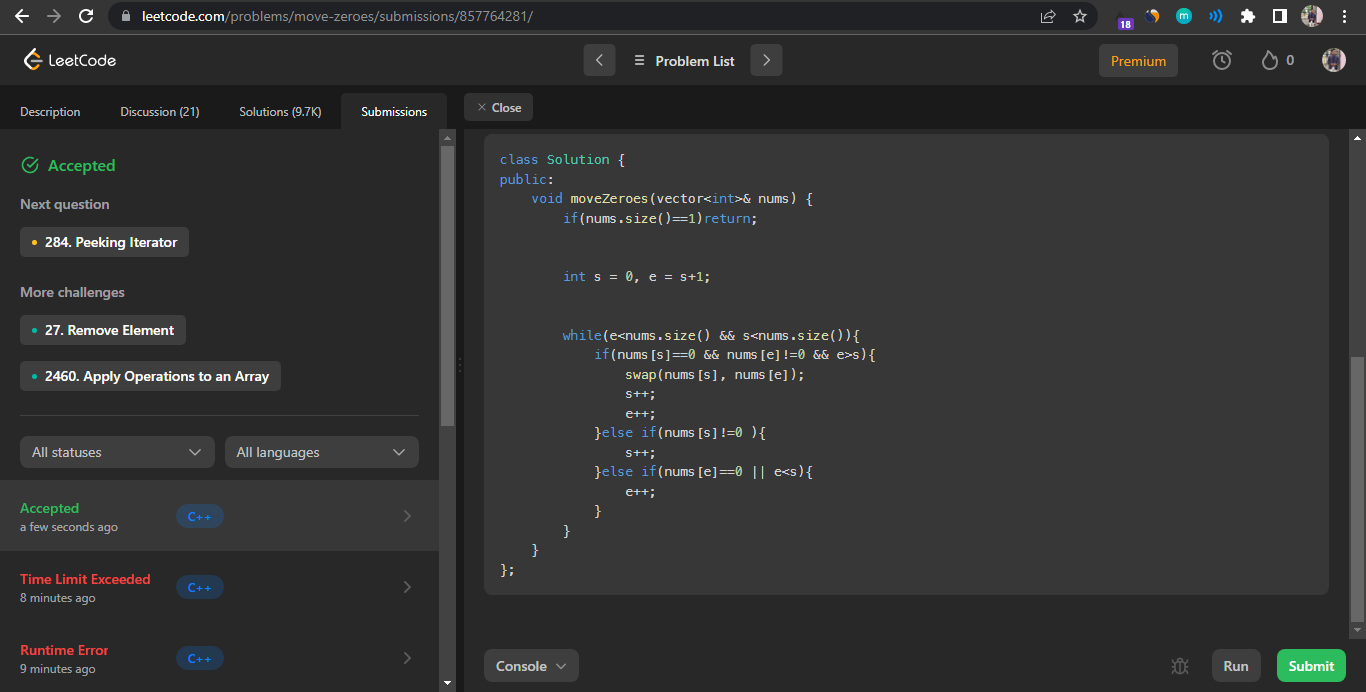 leetcode.com/problems/move-zeroes/submissions/857764281/
18
m
LeetCode
Problem List
Premium
0
Description
Discussion (21)
Solutions (9.7K)
Submissions
Close
Accepted
Next question
284. Peeking Iterator
More challenges
27. Remove Element
2460. Apply Operations to an Array
All statuses
All languages
Accepted
a few seconds ago
C++
Time Limit Exceeded
8 minutes ago
C++
Runtime Error
9 minutes ago
C++
class Solution {
public:
    void moveZeroes(vector<int>& nums) {
        if(nums.size()==1)return;
        int s = 0, e = s+1;
        while(e<nums.size() && s<nums.size()){
            if(nums[s]==0 && nums[e]!=0 && e>s){
                swap(nums[s], nums[e]);
                s++;
                e++;
            }else if(nums[s]!=0 ){
                s++;
            }else if(nums[e]==0 || e<s){
                e++;
            }
        }
    }
};
Console
Run
Submit